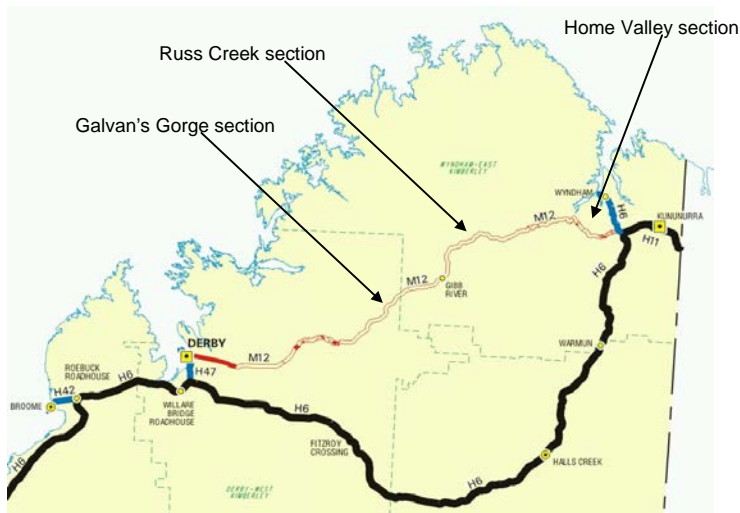 Home Valley section
Russ Creek section
Galvan's Gorge section
WYNDHAM-EAST
KIMBERLEY
WYNDHAM
H6
KUNUNURRA
M12
H11
M12
GIBB
RIVER
H6
DERBY
M12
WARMUN
ROEBUCK
ROADHOUSE
H6
H47
H42
BROOME
WILLARE
BRIDGE
ROADHOUSE
H6
FITZROY
CROSSING
H6
HALLS CREEK
H6
DERBY-WEST
KIMBERLEY
H6